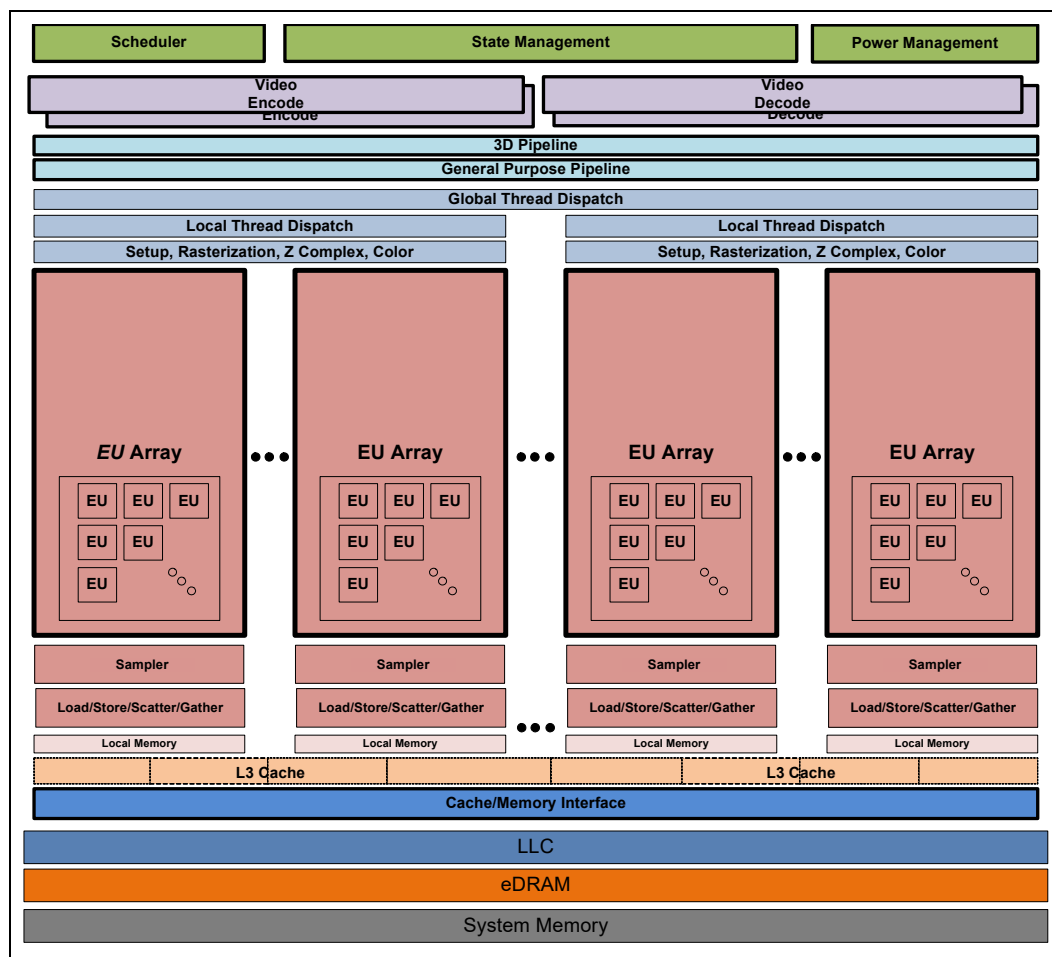 Scheduler
State Management
Power Management
Video
Encode
Encode
Video
Decode
Decode
3D Pipeline
General Purpose Pipeline
Global Thread Dispatch
Local Thread Dispatch
Local Thread Dispatch
Setup, Rasterization, Z Complex, Color
Setup, Rasterization, Z Complex, Color
EU Array
EU Array
EU Array
EU Array
EU EU EU
EU EU EU
EU EU EU
EU EU EU
EU EU
EU EU
EU EU
EU EU
EU
EU
EU
EU
Sampler
Sampler
Sampler
Sampler
Load/Store/Scatter/Gather
Load/Store/Scatter/Gather
Load/Store/Scatter/Gather
Load/Store/Scatter/Gather
Local Memory
Local Memory
Local Memory
Local Memory
L3 Cache
L3 Cache
Cache/Memory Interface
LLC
eDRAM
System Memory